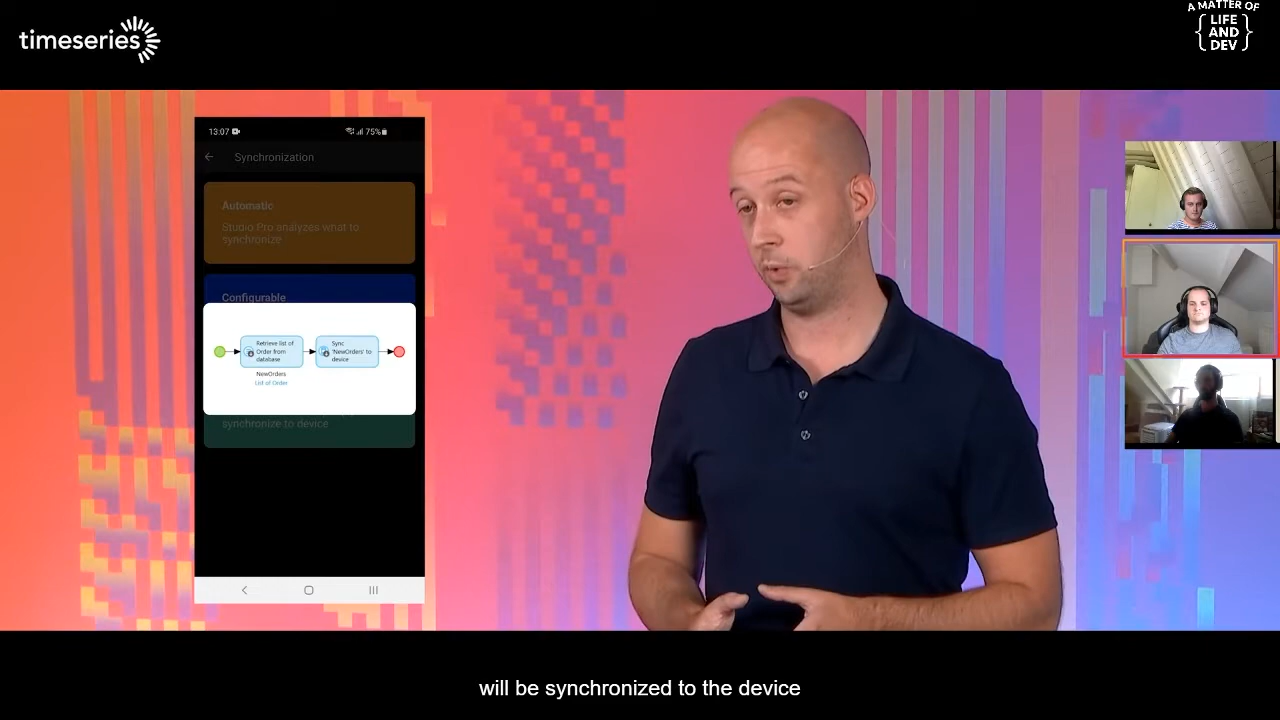 timeseries
A MATTER OF
LIFE
AND
DEV
13:07
75%
Synchronization
Automatic
Studio Pro analyzes what to
synchronize
Configurable
Retrieve list of
Order from
database
Sync
'NewOrders' to
device
NewOrders
List of Order
synchronize to device
will be synchronized to the device